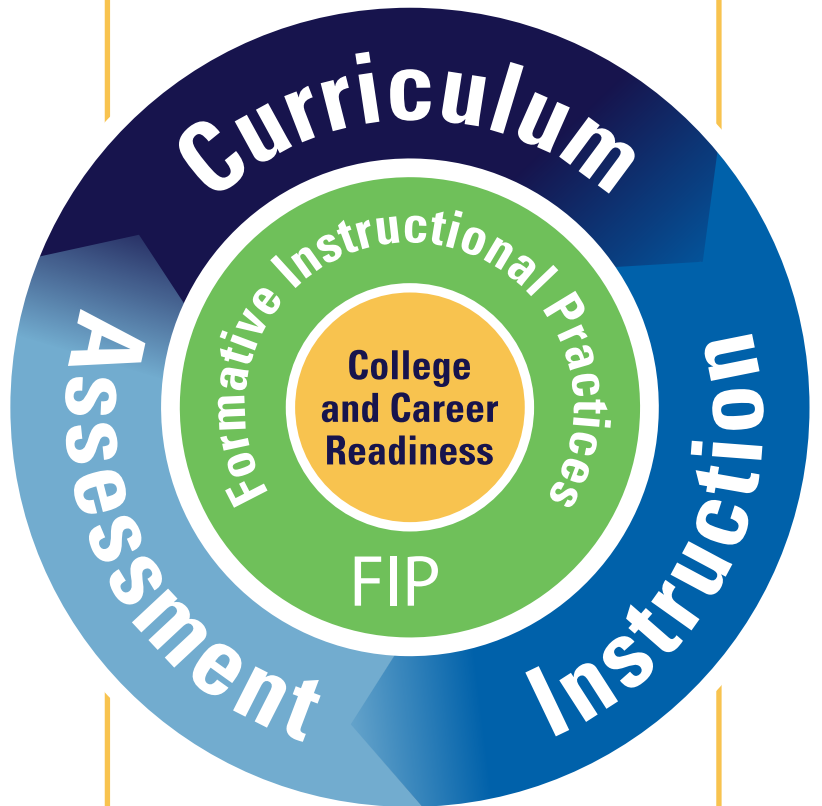 Curriculum
Instruction
Assessment
Formative Instructional Practices
FIP
College
and Career
Readiness